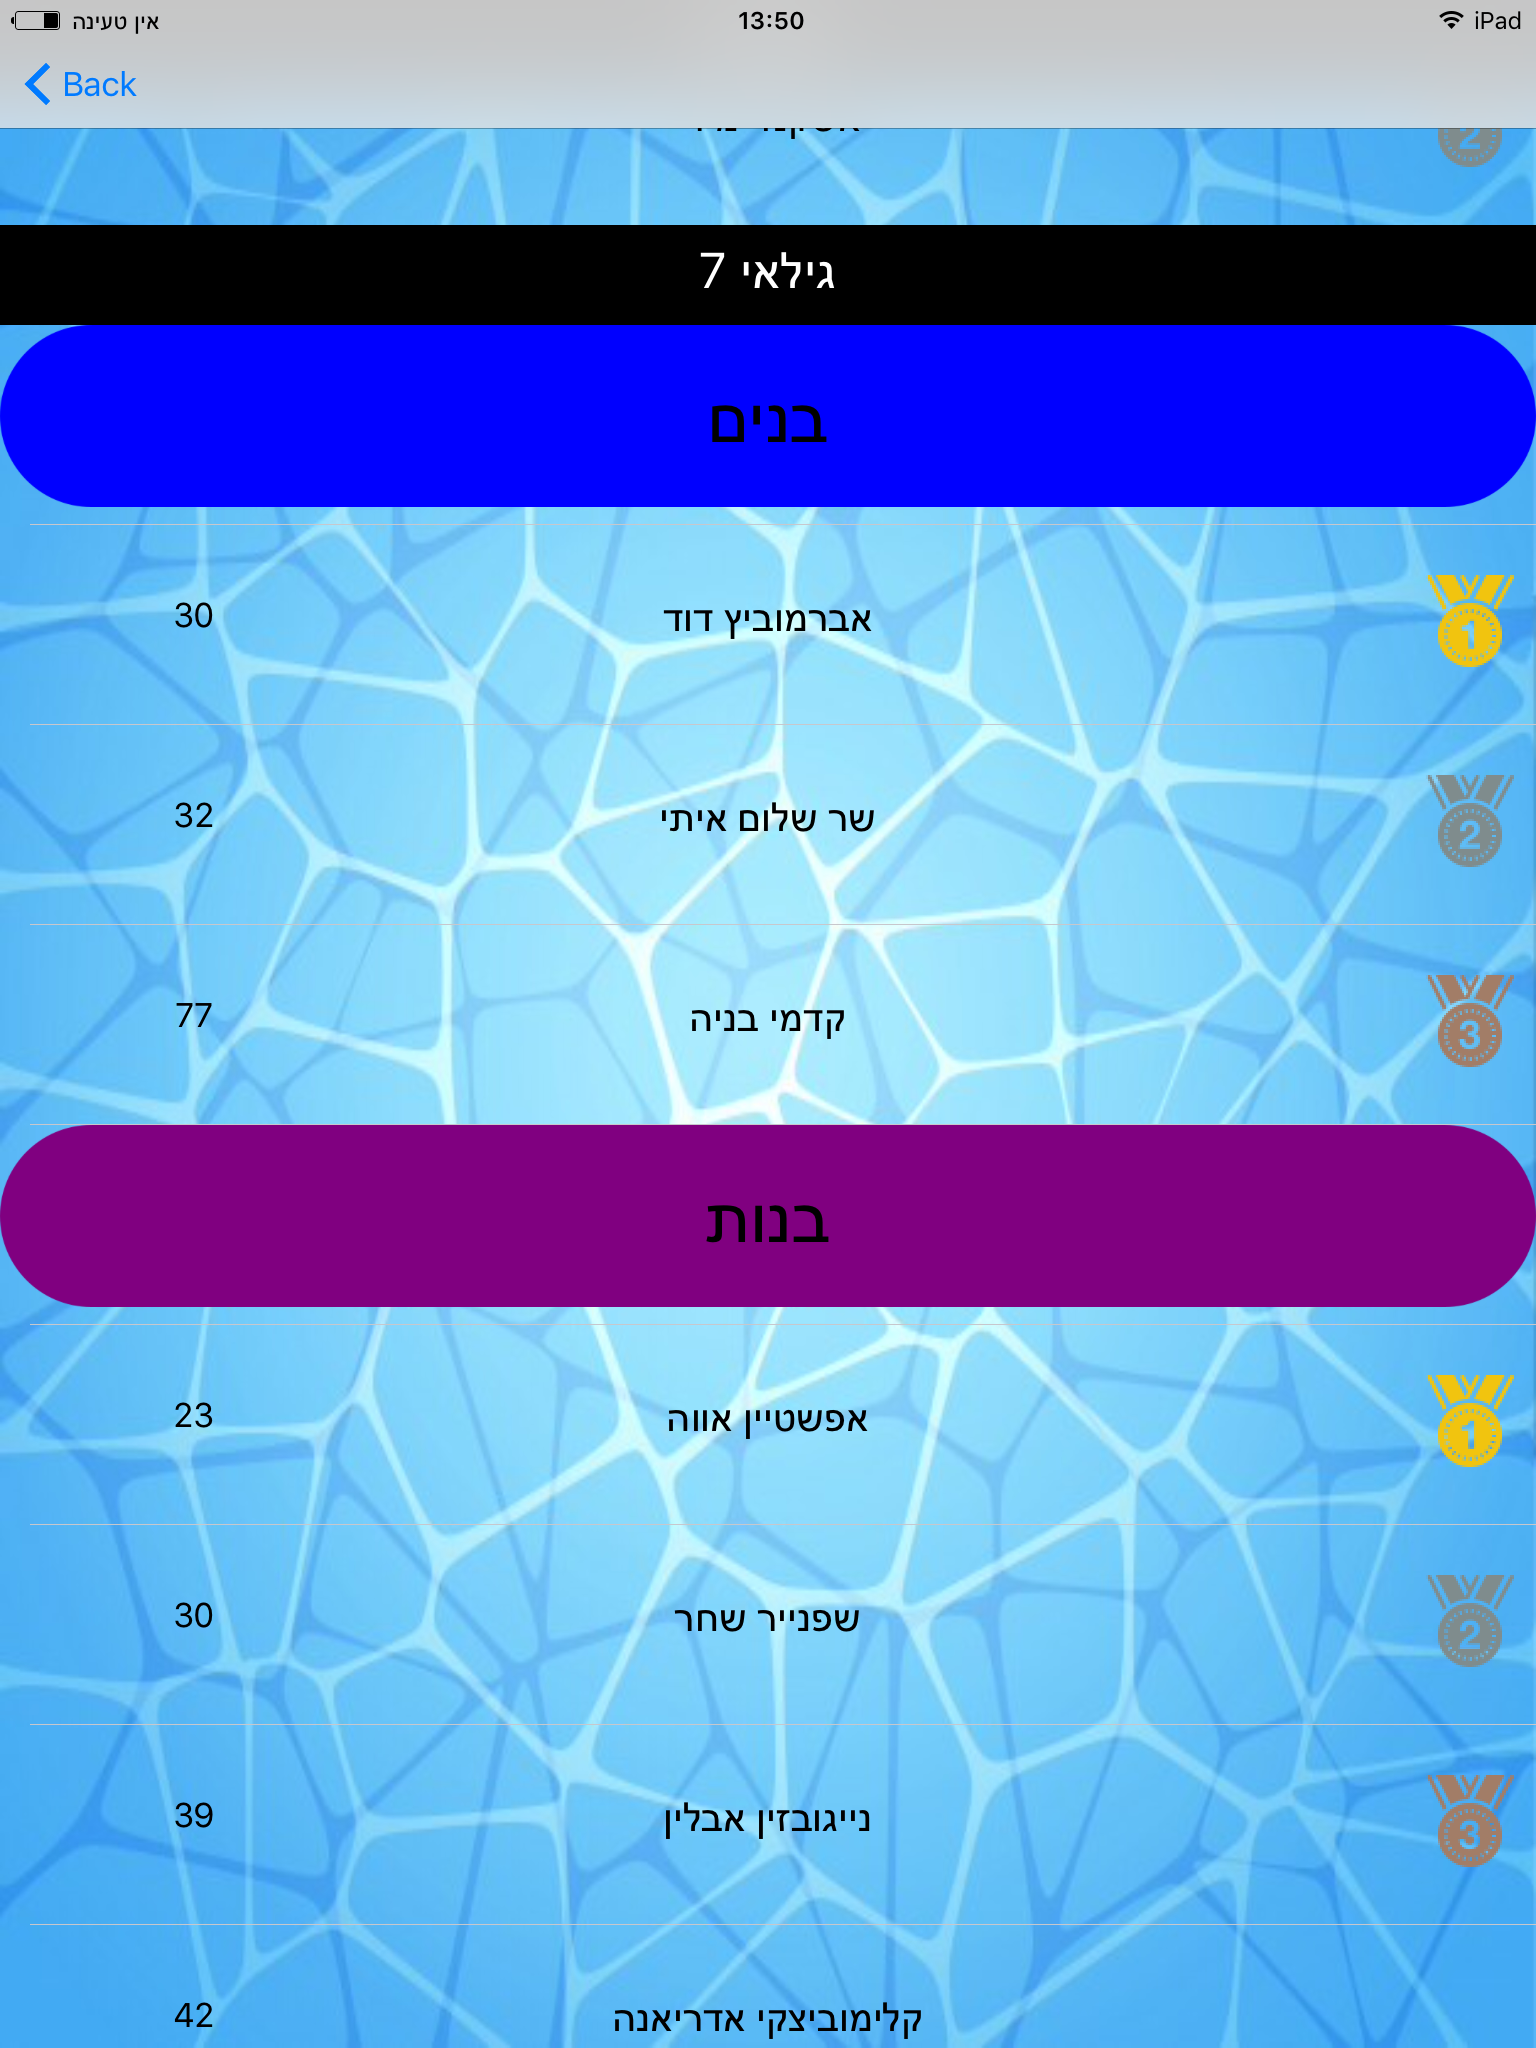 אין טעינה 13:50 iPad
Back
2
גילאי 7
בנים
1 אברמוביץ דוד 30
2 שר שלום איתי 32
3 קדמי בניה 77
בנות
1 אפשטיין אווה 23
2 שפנייר שחר 30
3 נייגובזין אבלין 39
קלימוביצקי אדריאנה 42